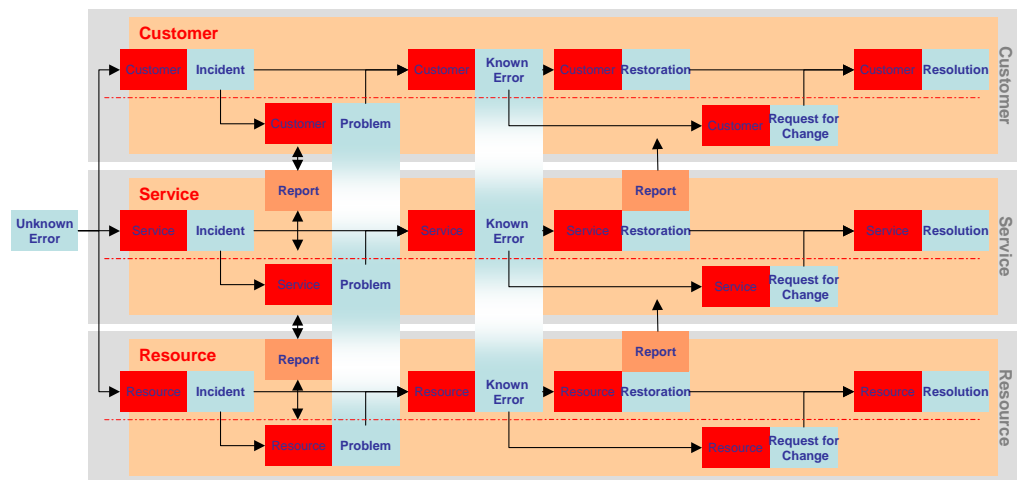 Customer
Customer Incident Customer Known Error Customer Restoration Customer Resolution
Customer Problem Customer Request for Change
Customer
Report Report
Service
Unknown Error
Service Incident Service Known Error Service Restoration Service Resolution
Service Problem Service Request for Change
Service
Report Report
Resource
Resource Incident Resource Known Error Resource Restoration Resource Resolution
Resource Problem Resource Request for Change
Resource